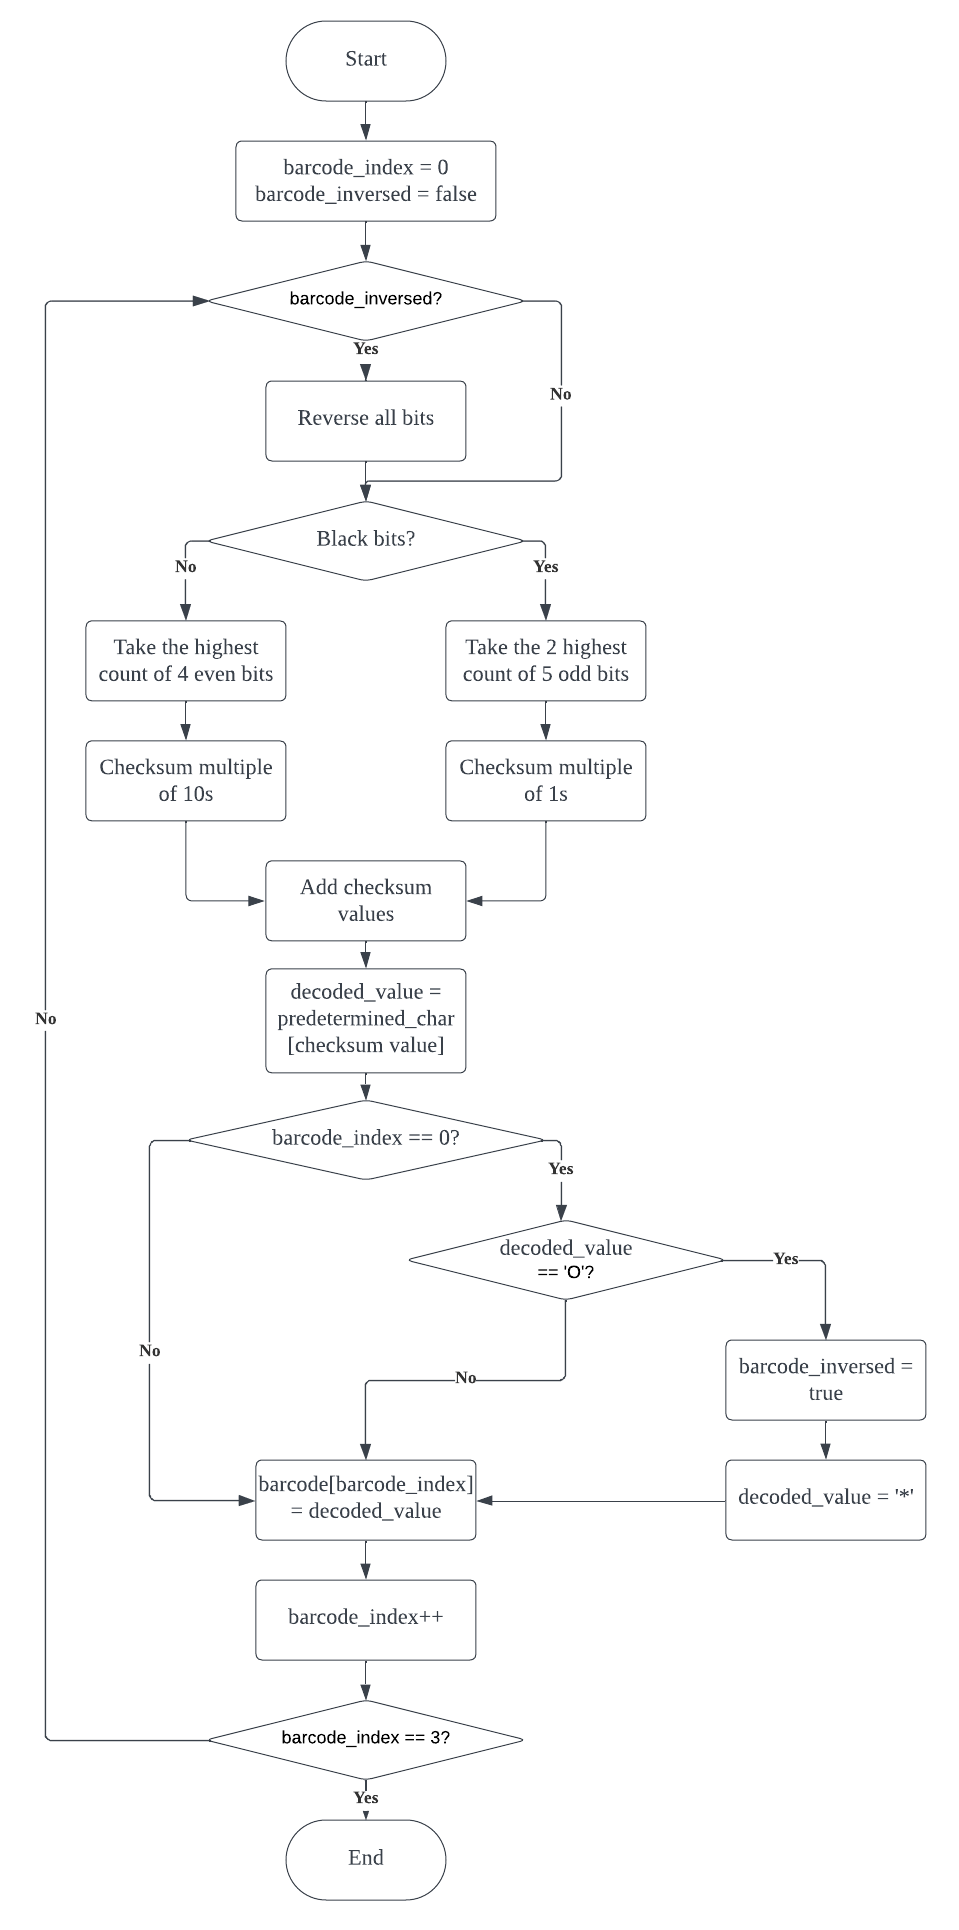 Start
barcode_index = 0
barcode_inversed = false
barcode_inversed?
Yes
No
Reverse all bits
Black bits?
No
Yes
Take the highest
count of 4 even bits
Take the 2 highest
count of 5 odd bits
Checksum multiple
of 10s
Checksum multiple
of 1s
Add checksum
values
decoded_value =
predetermined_char
[checksum value]
No
barcode_index == 0?
Yes
decoded_value
== 'O'?
Yes
No
No
barcode_inversed =
true
barcode[barcode_index]
= decoded_value
decoded_value = '*'
barcode_index++
barcode_index == 3?
Yes
End